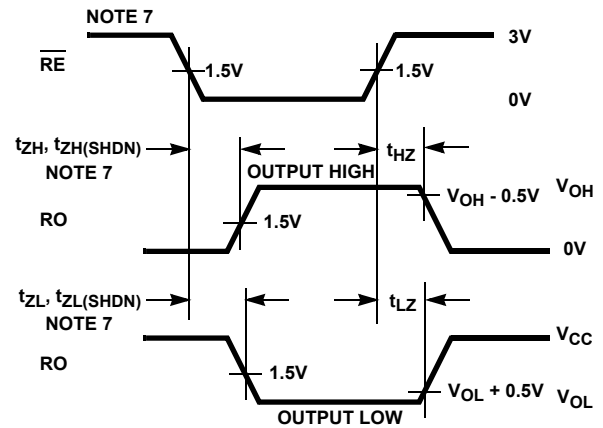 NOTE 7
RE
1.5V
1.5V
3V
0V
tZH, tZH(SHDN)
NOTE 7
OUTPUT HIGH
tHZ
RO
1.5V
VOH - 0.5V
VOH
0V
tZL, tZL(SHDN)
NOTE 7
tLZ
RO
1.5V
VCC
VOL + 0.5V
VOL
OUTPUT LOW